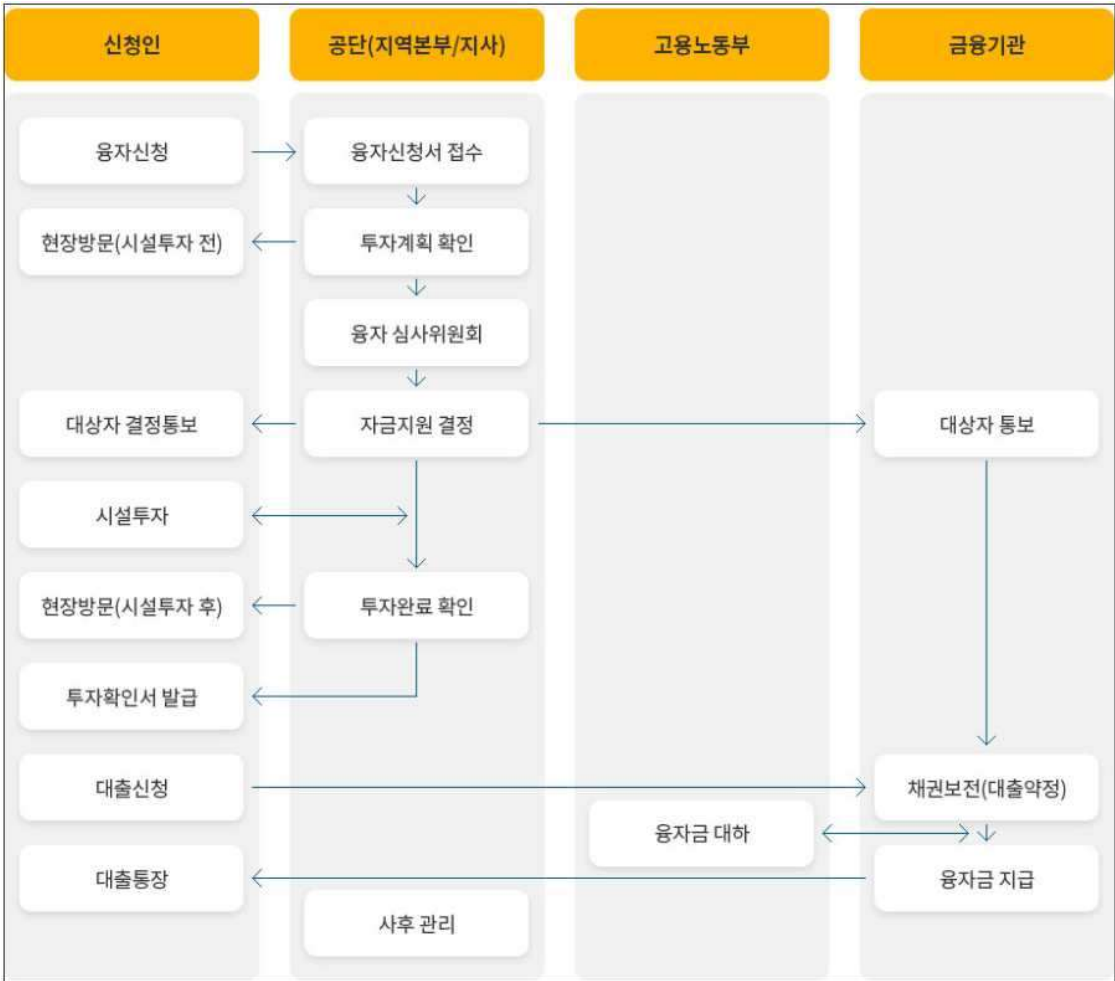 신청인
공단(지역본부/지사)
고용노동부
금융기관
융자신청
융자신청서 접수
현장방문(시설투자 전)
투자계획 확인
융자 심사위원회
대상자 결정통보
자금지원 결정
대상자 통보
시설투자
현장방문(시설투자 후)
투자완료 확인
투자확인서 발급
대출신청
채권보전(대출약정)
융자금 대하
대출통장
융자금 지급
사후 관리